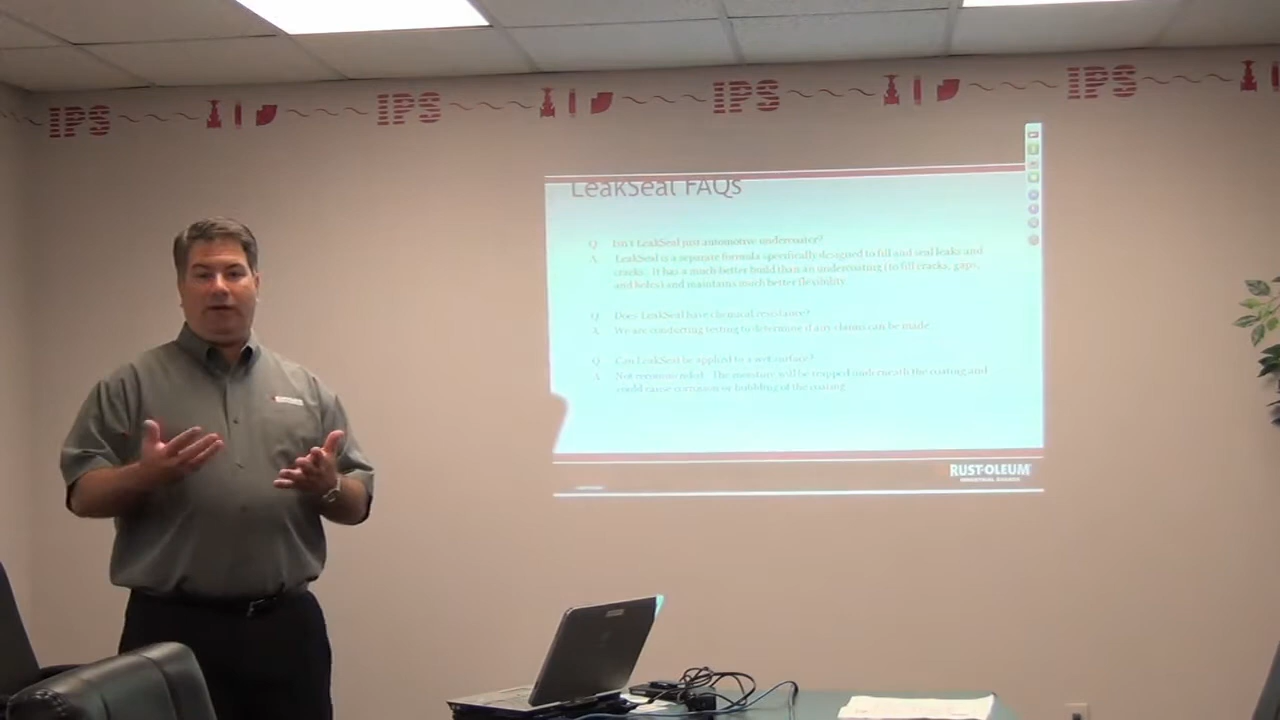 IPS IPS IPS IPS
LeakSeal FAQs
Q Isn't LeakSeal just automotive undercoater?
A. LeakSeal is a separate formula specifically designed to fill and seal leaks and
cracks. It has a much better build than an undercoating (to fill cracks, gaps,
and holes) and maintains much better flexibility.
Q Does LeakSeal have chemical resistance?
A. We are conducting testing to determine if any claims can be made.
Q Can LeakSeal be applied to a wet surface?
A. Not recommended. The moisture will be trapped underneath the coating and
could cause corrosion or bubbling of the coating.
RUST-OLEUM
INDUSTRIAL BRANDS